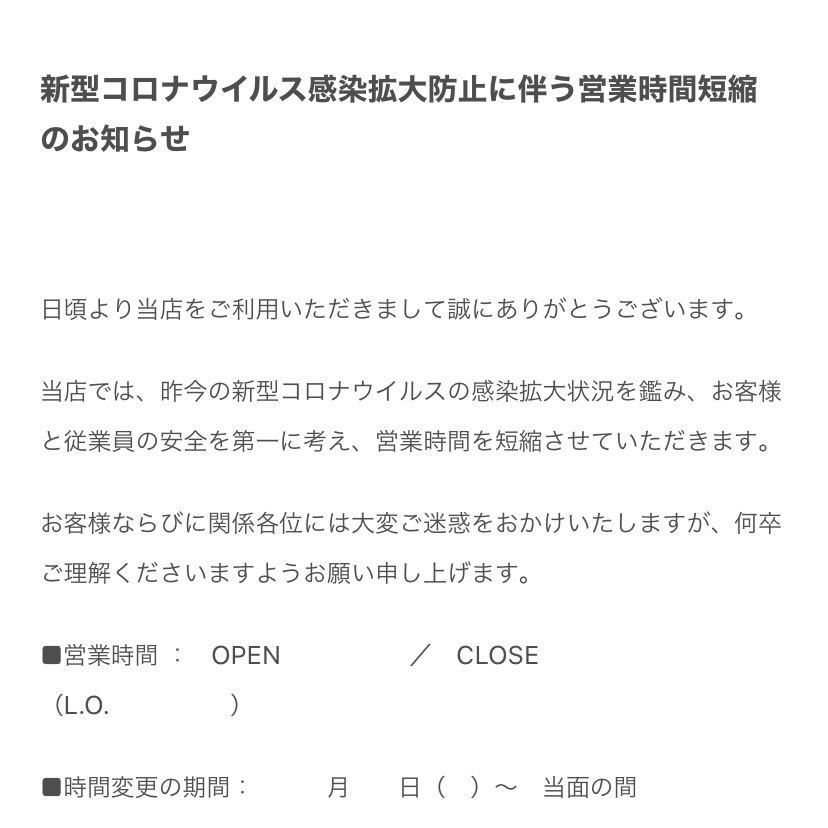 新型コロナウイルス感染拡大防止に伴う営業時間短縮
のお知らせ
日頃より当店をご利用いただきまして誠にありがとうございます。
当店では、昨今の新型コロナウイルスの感染拡大状況を鑑み、お客様
と従業員の安全を第一に考え、営業時間を短縮させていただきます。
お客様ならびに関係各位には大変ご迷惑をおかけいたしますが、何卒
ご理解くださいますようお願い申し上げます。
■営業時間 ：　OPEN　　　　　／　CLOSE
（L.O.　　　　　）
■時間変更の期間：　　　月　　日（　）〜　当面の間